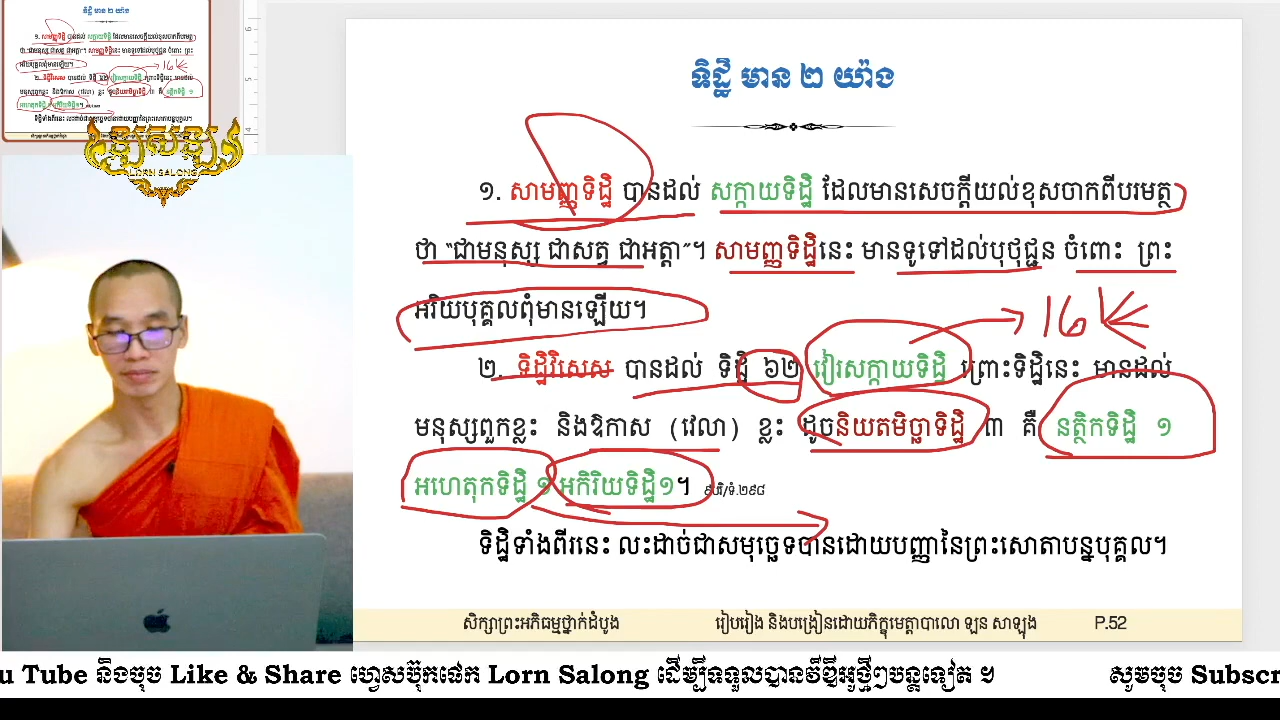 ទិដ្ឋិ មាន ២ យ៉ាង
១. សាមញ្ញទិដ្ឋិ បានដល់ សក្កាយទិដ្ឋិ ដែលមានសេចក្ដីយល់ខុសចាកពីបរមត្ថ
ថា “ជាមនុស្ស ជាសត្វ ជាអត្តា”។ សាមញ្ញទិដ្ឋិនេះ មានទូទៅដល់បុថុជ្ជន ចំពោះ ព្រះ
អរិយបុគ្គលពុំមានឡើយ។
16 K
២. ទិដ្ឋិវិសេស បានដល់ ទិដ្ឋិ ៦២ វៀរសក្កាយទិដ្ឋិ ព្រោះទិដ្ឋិនេះ មានដល់
មនុស្សពួកខ្លះ និងឱកាស (វេលា) ខ្លះ ដូចនិយតមិច្ឆាទិដ្ឋិ ៣ គឺ នត្ថិកទិដ្ឋិ ១
អហេតុកទិដ្ឋិ ១ អកិរិយទិដ្ឋិ១។ ៩បរិ/ទំ.២៩៨
ទិដ្ឋិទាំងពីរនេះ លះដាច់ជាសមុច្ឆេទបានដោយបញ្ញានៃព្រះសោតាបន្នបុគ្គល។
សិក្សាព្រះអភិធម្មថ្នាក់ដំបូង រៀបរៀង និងបង្រៀនដោយភិក្ខុមេត្តាបាលោ ឡន សាឡុង P.52
ឡន សាឡុង
LORN SALONG
u Tube និងចុច Like & Share ហ្វេសប៊ុកផេក Lorn Salong ដើម្បីទទួលបានវីឌីអូថ្មីៗបន្តទៀត ។ សូមចុច Subscr